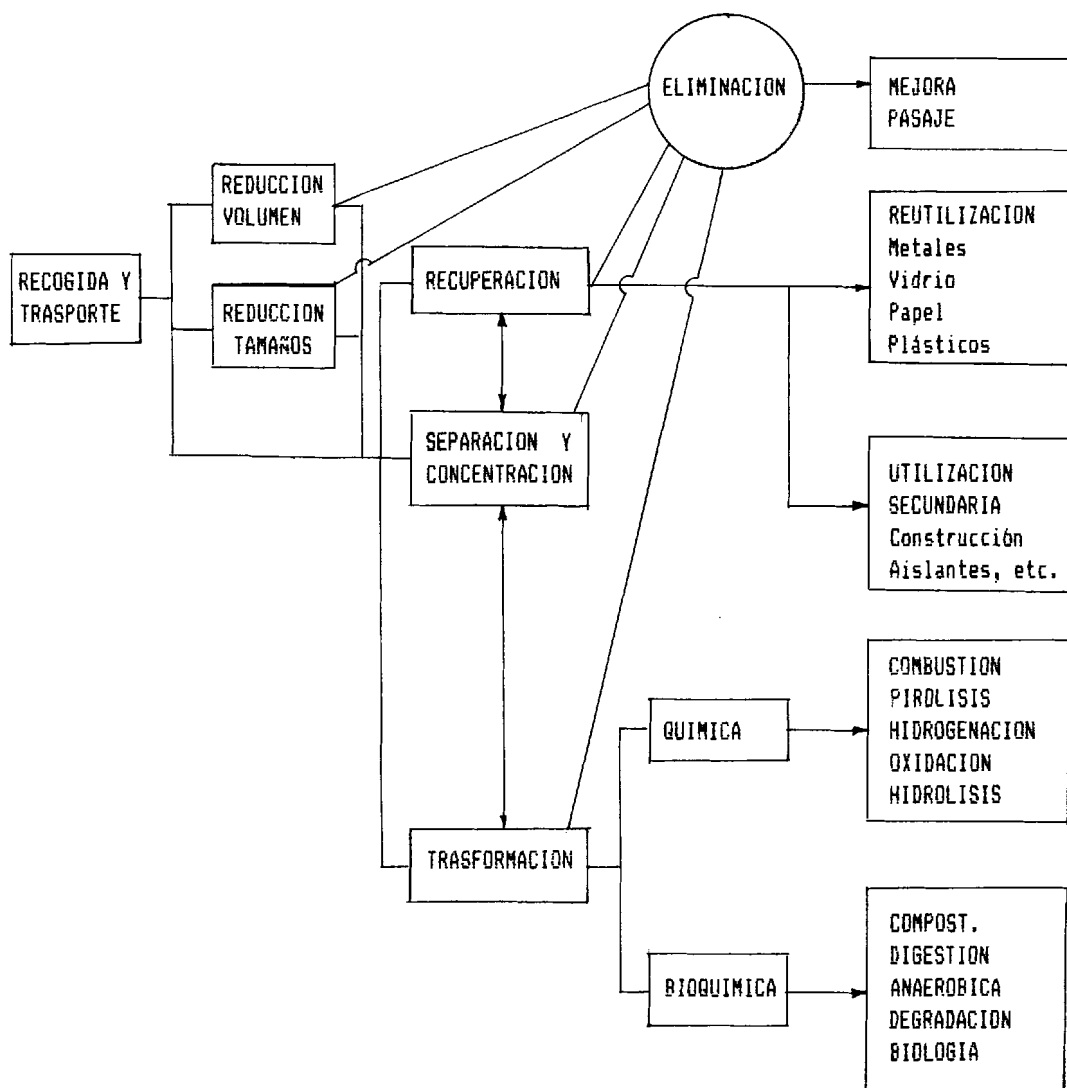 ELIMINACION
MEJORA
PASAJE
REDUCCION
VOLUMEN
RECOGIDA Y
TRASPORTE
REDUCCION
TAMAÑOS
RECUPERACION
REUTILIZACION
Metales
Vidrio
Papel
Plásticos
SEPARACION Y
CONCENTRACION
UTILIZACION
SECUNDARIA
Construcción
Aislantes, etc.
TRASFORMACION
QUIMICA
COMBUSTION
PIROLISIS
HIDROGENACION
OXIDACION
HIDROLISIS
BIOQUIMICA
COMPOST.
DIGESTION
ANAEROBICA
DEGRADACION
BIOLOGIA